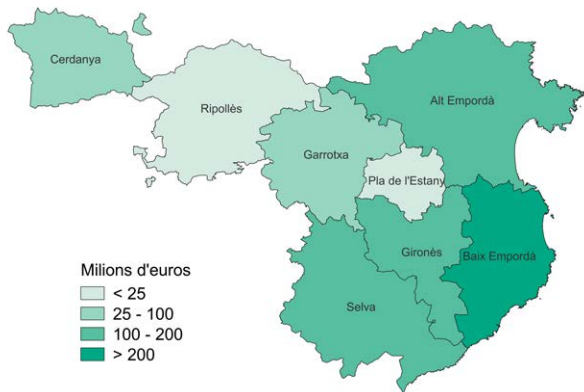 Cerdanya
Ripollès
Alt Empordà
Garrotxa
Pla de l'Estany
Gironès
Baix Empordà
Selva
Milions d'euros
< 25
25 - 100
100 - 200
> 200